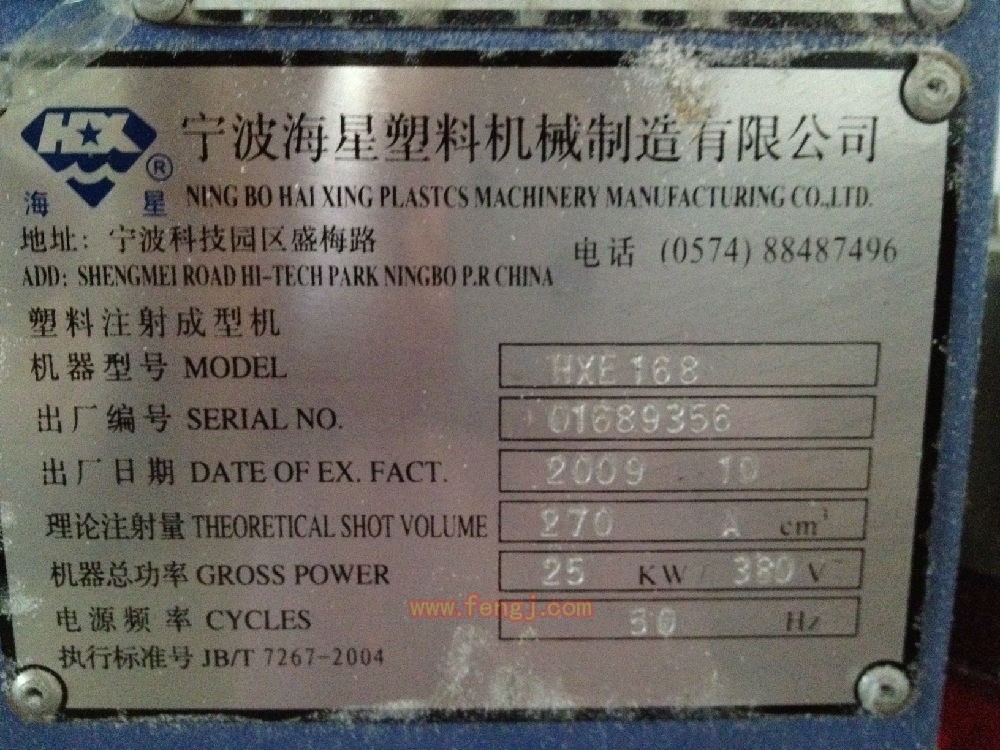 HX ®
海 星
宁波海星塑料机械制造有限公司
NING BO HAI XING PLASTCS MACHINERY MANUFACTURING CO.,LTD.
地址：宁波科技园区盛梅路
电话 (0574) 88487496
ADD: SHENGMEI ROAD HI-TECH PARK NINGBO P.R CHINA
塑料注射成型机
机器型号 MODEL HXE168
出厂编号 SERIAL NO. 01689356
出厂日期 DATE OF EX. FACT. 2009 10
理论注射量 THEORETICAL SHOT VOLUME 270 A cm³
机器总功率 GROSS POWER 25 KW/ 380 V
www.fengj.com
电源频率 CYCLES 50 Hz
执行标准号 JB/T 7267-2004